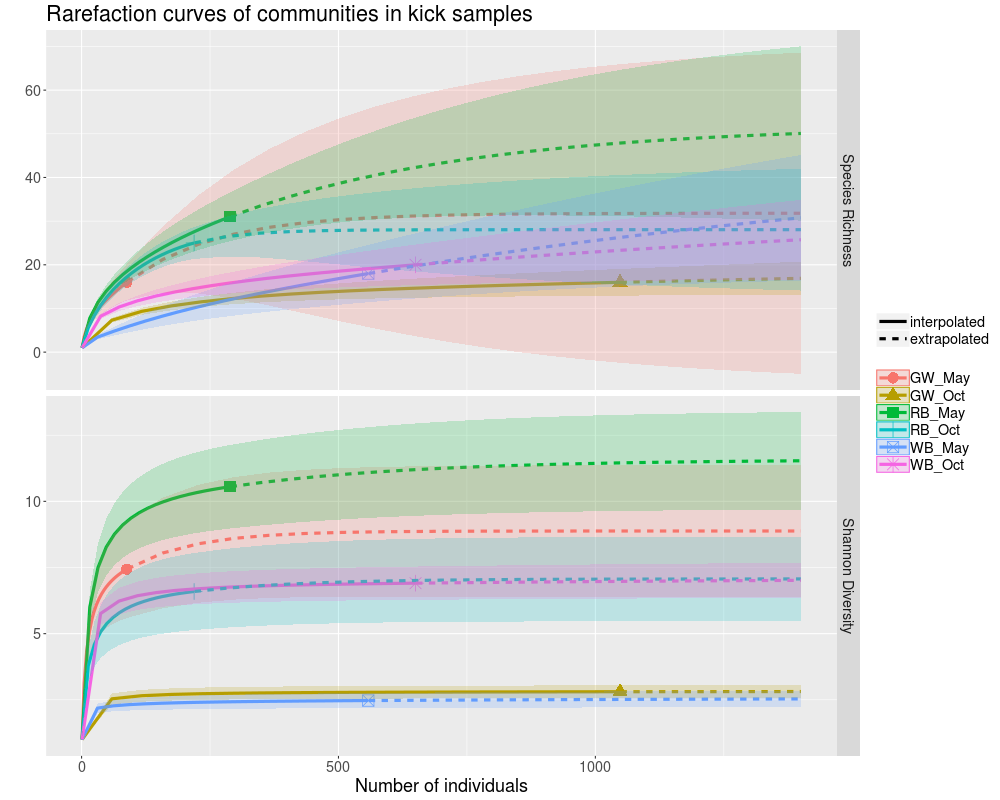 Rarefaction curves of communities in kick samples
60
40
20
0
Species Richness
10
5
Shannon Diversity
0
500
1000
Number of individuals
interpolated
extrapolated
GW_May
GW_Oct
RB_May
RB_Oct
WB_May
WB_Oct